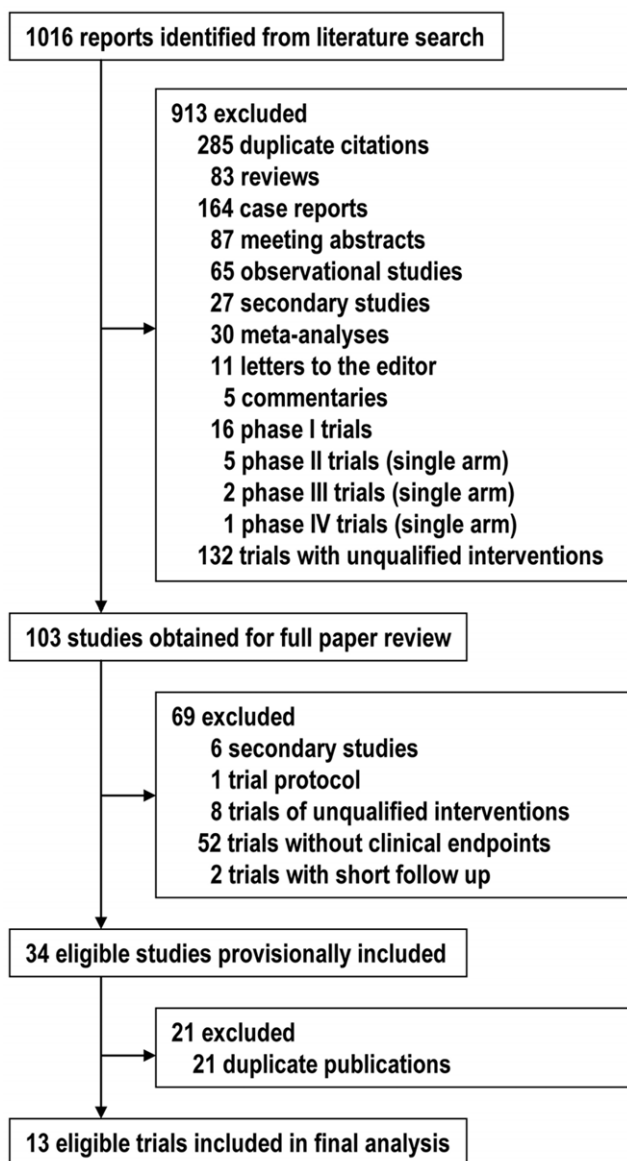 1016 reports identified from literature search
913 excluded
285 duplicate citations
83 reviews
164 case reports
87 meeting abstracts
65 observational studies
27 secondary studies
30 meta-analyses
11 letters to the editor
5 commentaries
16 phase I trials
5 phase II trials (single arm)
2 phase III trials (single arm)
1 phase IV trials (single arm)
132 trials with unqualified interventions
103 studies obtained for full paper review
69 excluded
6 secondary studies
1 trial protocol
8 trials of unqualified interventions
52 trials without clinical endpoints
2 trials with short follow up
34 eligible studies provisionally included
21 excluded
21 duplicate publications
13 eligible trials included in final analysis